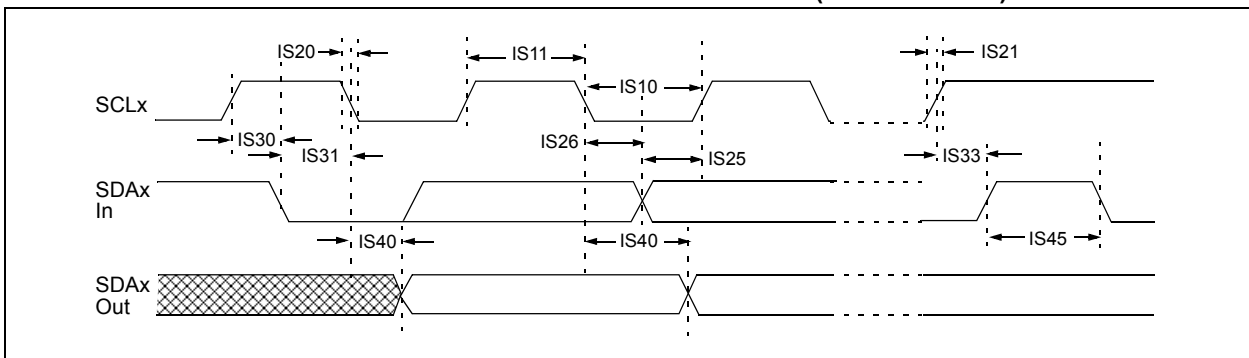 IS20
IS11
IS21
SCLx
IS10
IS30
IS31
IS26
IS25
IS33
SDAx
In
IS40
IS40
IS45
SDAx
Out